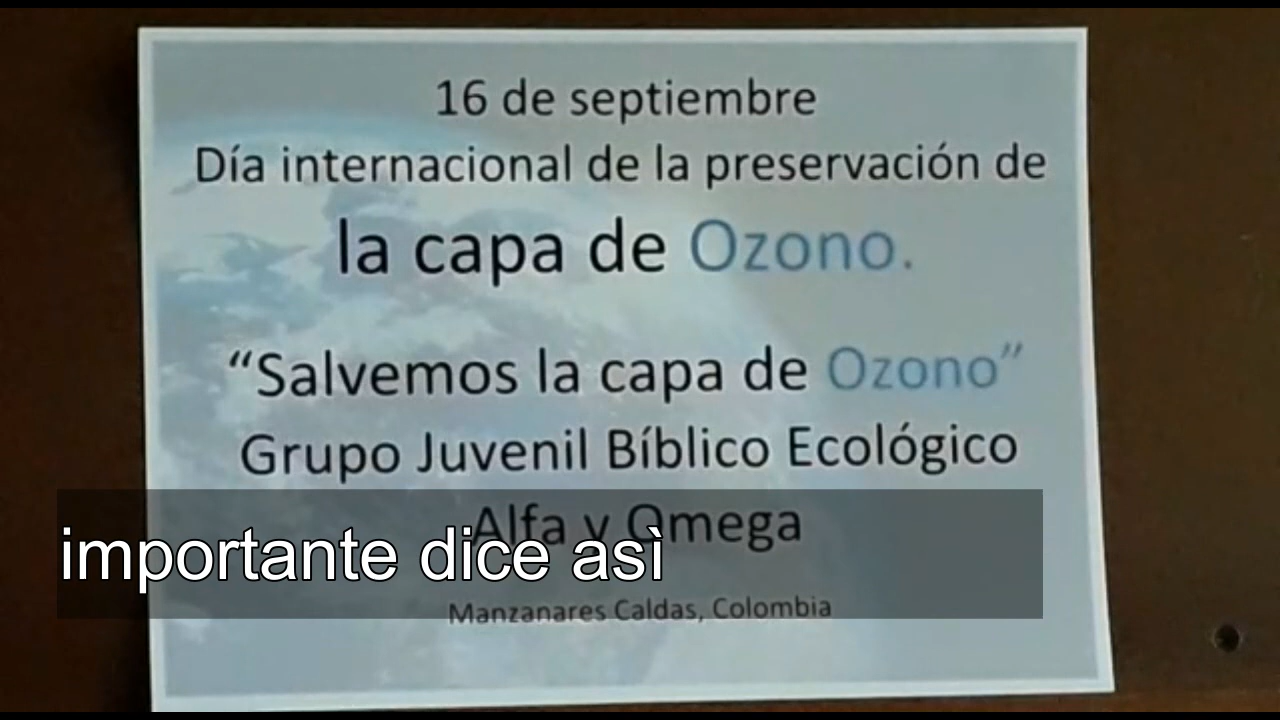 16 de septiembre
Día internacional de la preservación de
la capa de Ozono.
“Salvemos la capa de Ozono”
Grupo Juvenil Bíblico Ecológico
Alfa y Omega
importante dice asì
Manzanares Caldas, Colombia